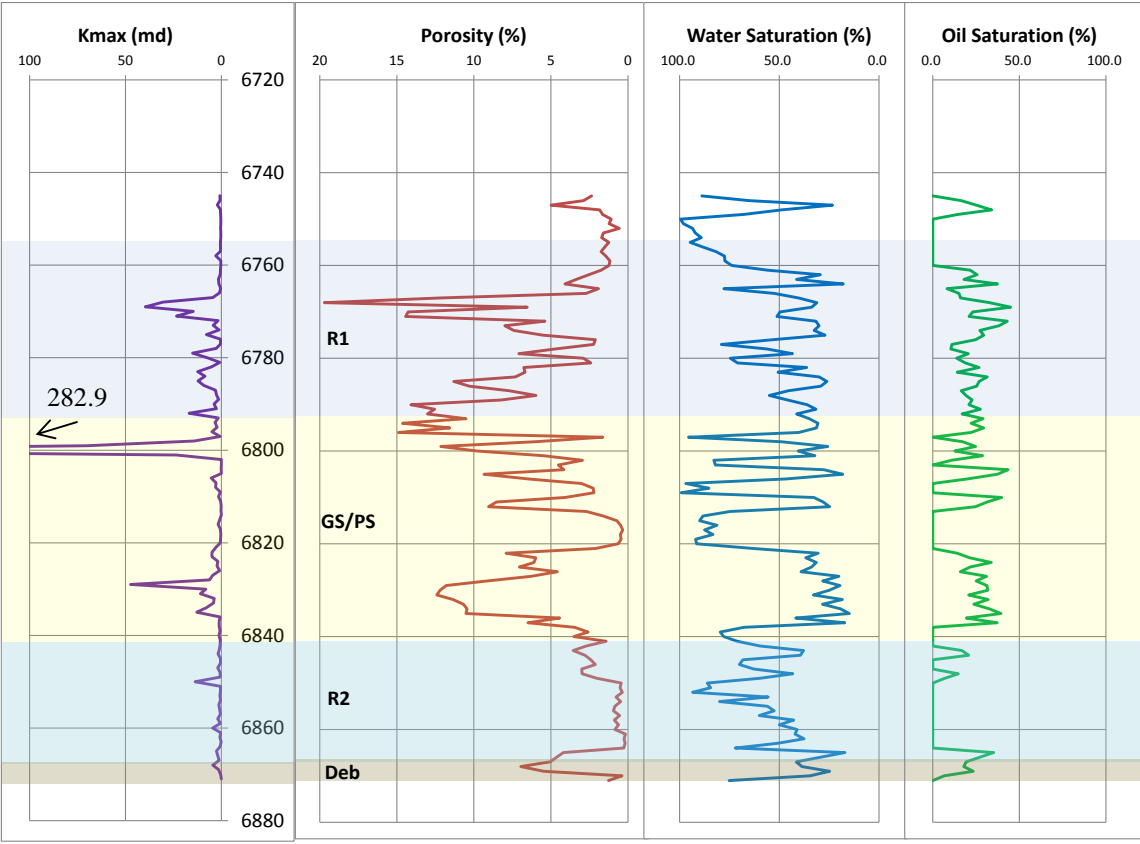 Kmax (md) Porosity (%) Water Saturation (%) Oil Saturation (%)
100 50 0 20 15 10 5 0 100.0 50.0 0.0 0.0 50.0 100.0
6720
6740
6760
R1
6780
282.9
6800
GS/PS
6820
6840
R2
6860
Deb
6880